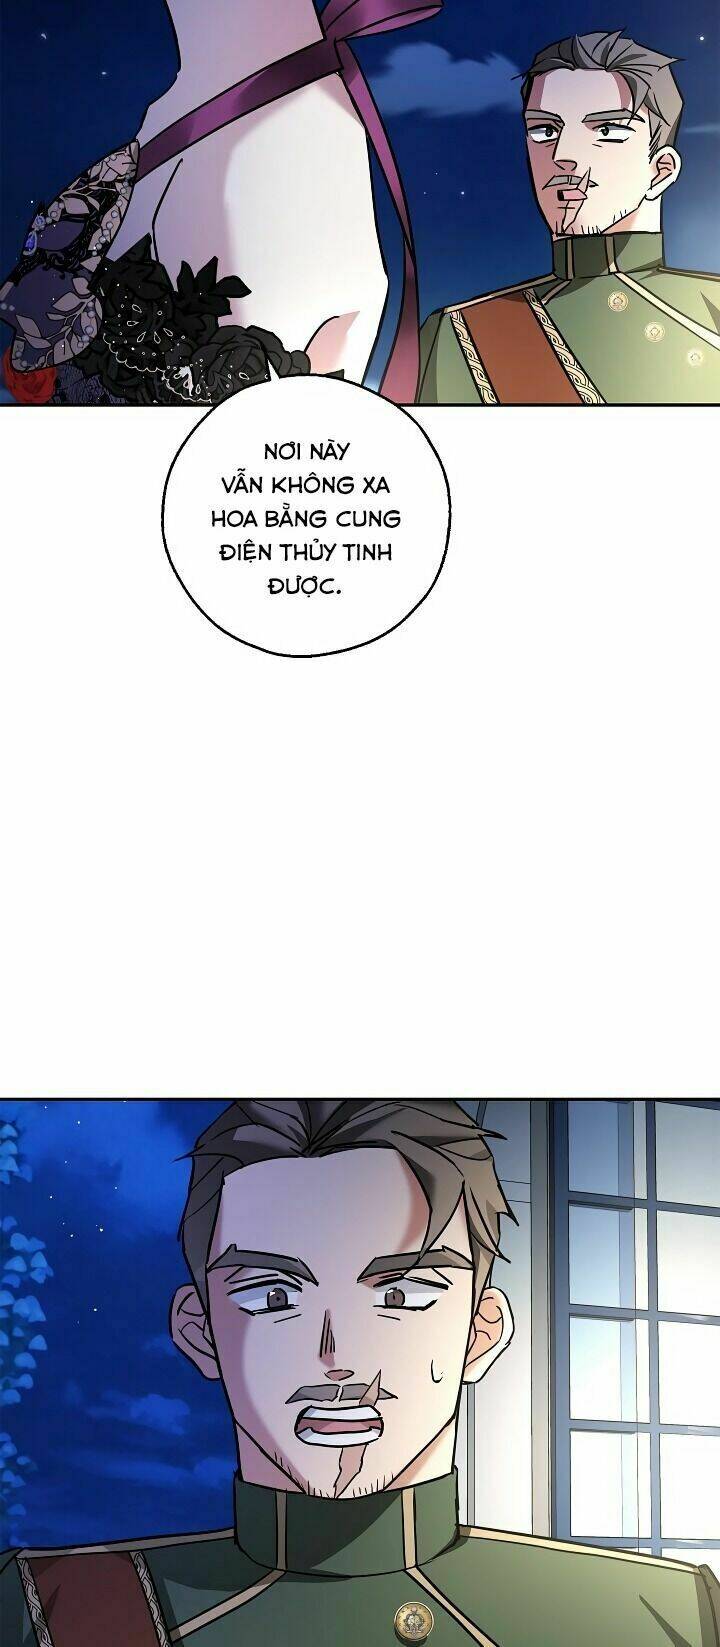 NƠI NÀY
VẪN KHÔNG XA
HOA BẰNG CUNG
ĐIỆN THỦY TINH
ĐƯỢC.